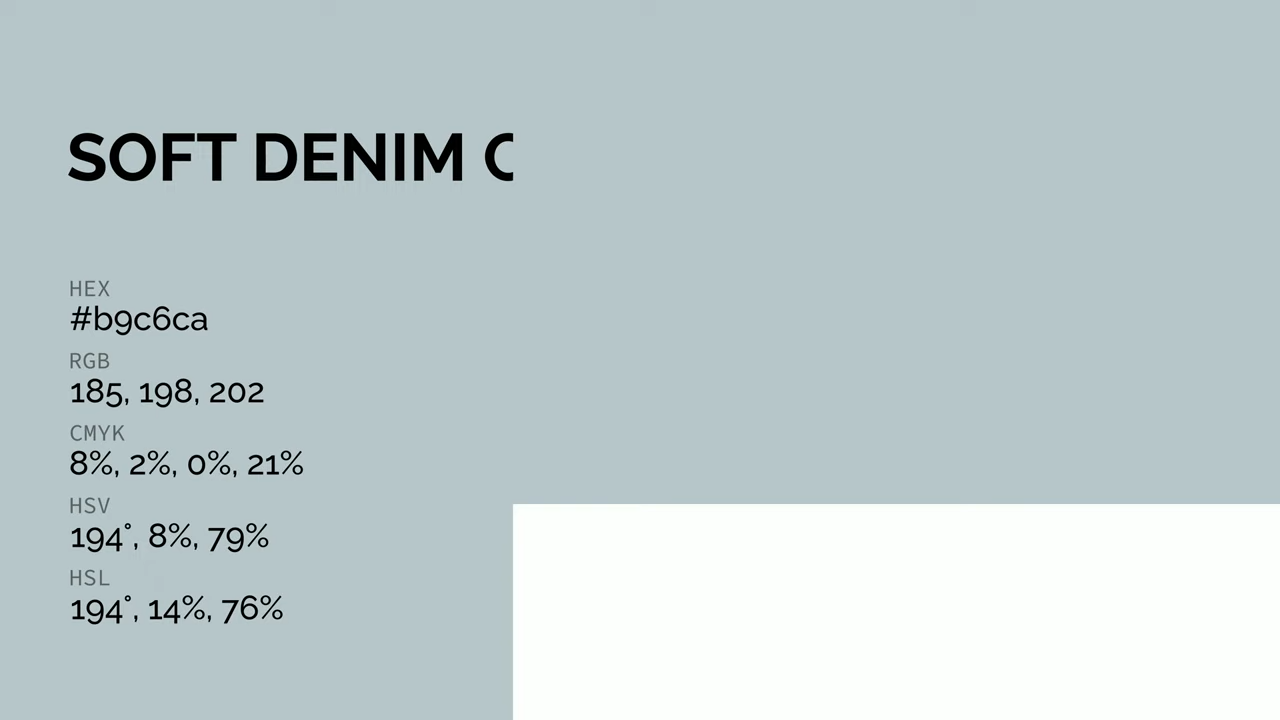 SOFT DENIM
HEX
#b9c6ca
RGB
185, 198, 202
CMYK
8%, 2%, 0%, 21%
HSV
194°, 8%, 79%
HSL
194°, 14%, 76%